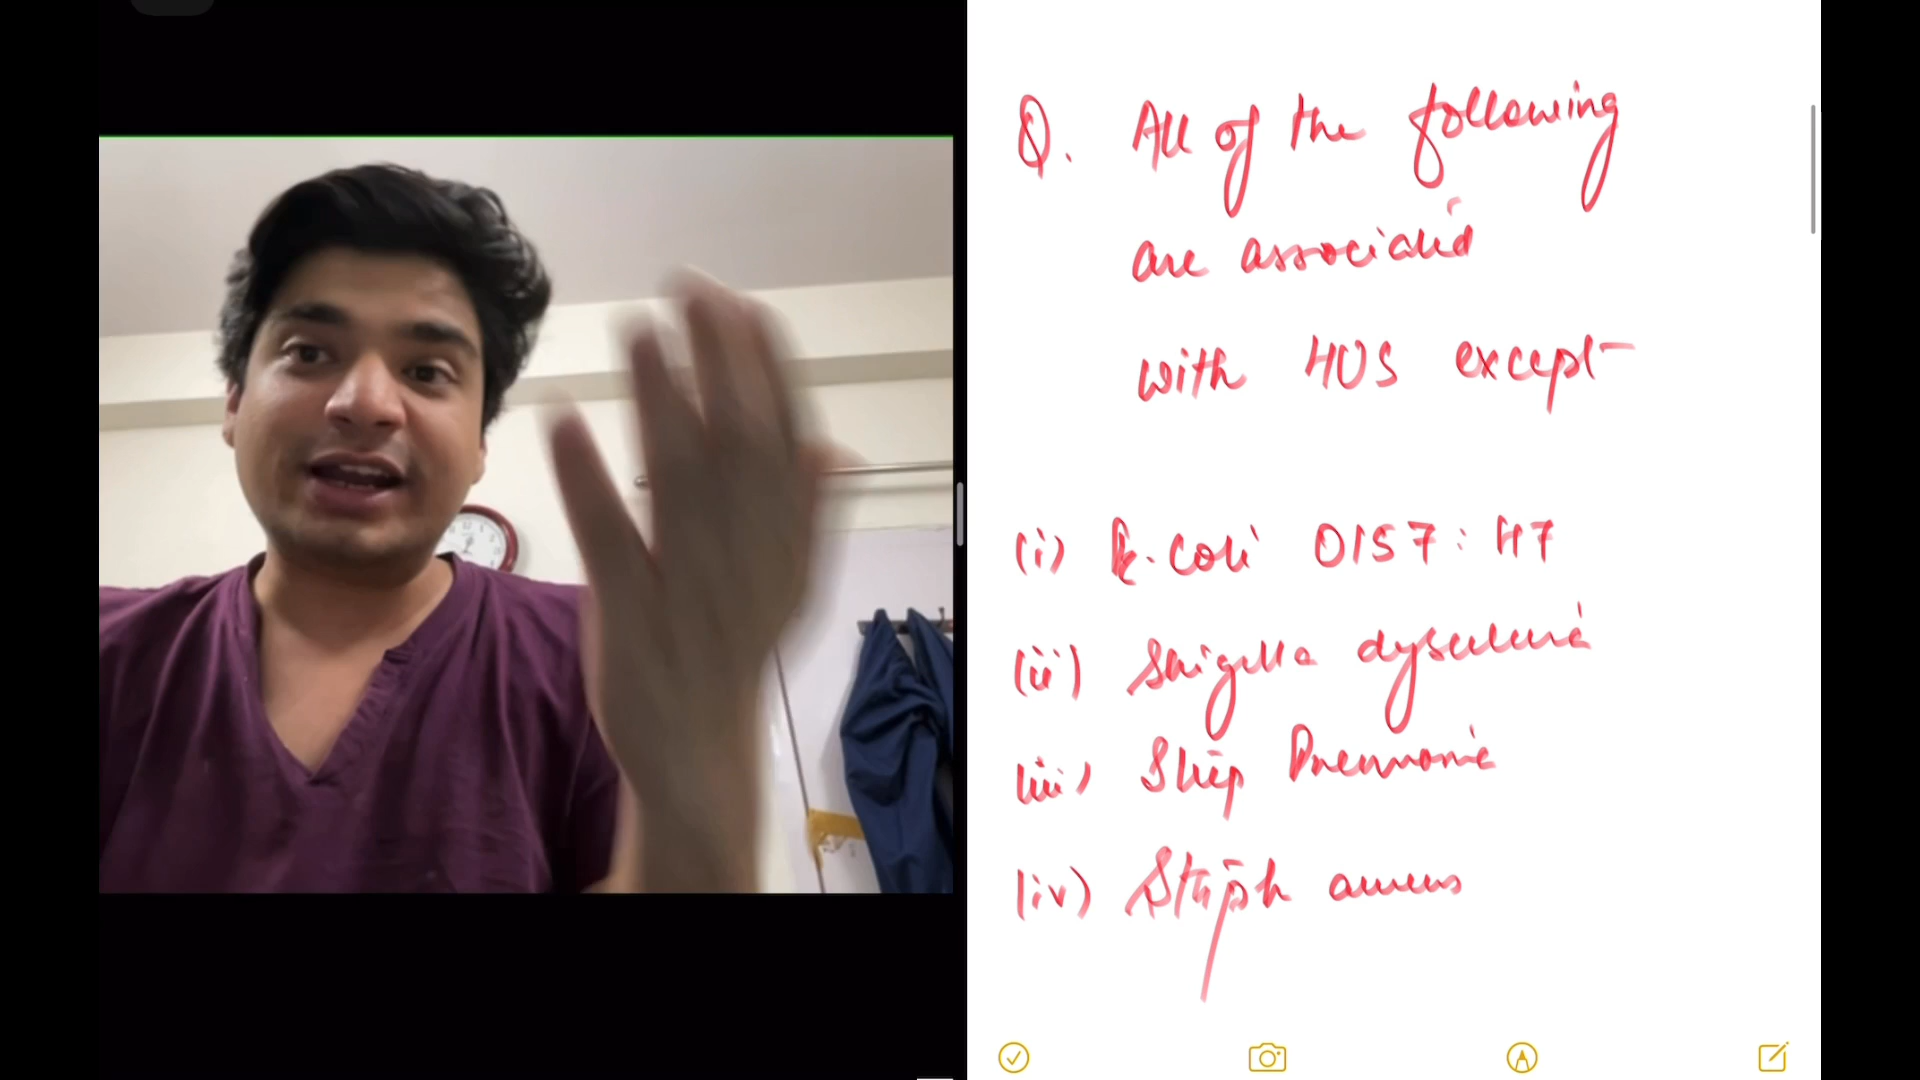 Q. All of the following
are associated
with HUS except
(i) E. coli O157: H7
(ii) Shigella dysenteriae
(iii) Strep Pneumoniae
(iv) Staph aureus